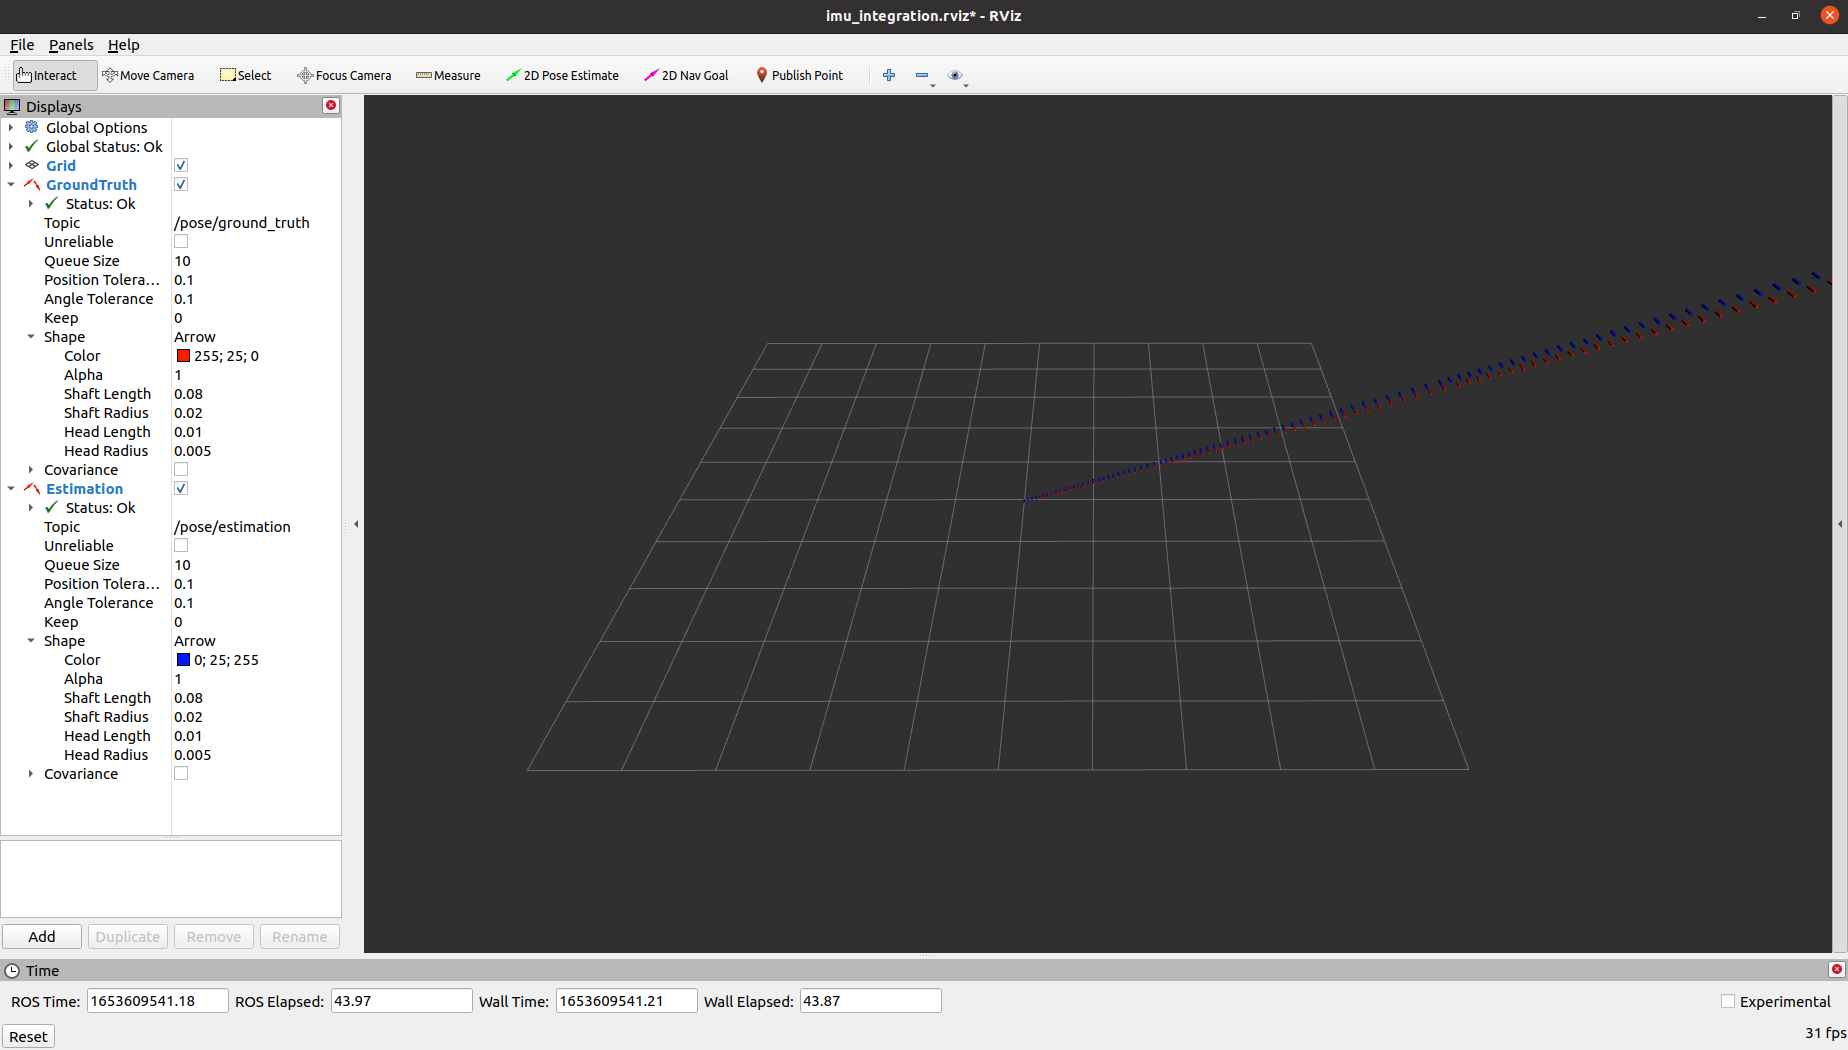 imu_integration.rviz* - RViz
File Panels Help
Interact Move Camera Select Focus Camera Measure 2D Pose Estimate 2D Nav Goal Publish Point
Displays
Global Options
Global Status: Ok
Grid
GroundTruth
Status: Ok
Topic /pose/ground_truth
Unreliable
Queue Size 10
Position Tolera... 0.1
Angle Tolerance 0.1
Keep 0
Shape Arrow
Color 255; 25; 0
Alpha 1
Shaft Length 0.08
Shaft Radius 0.02
Head Length 0.01
Head Radius 0.005
Covariance
Estimation
Status: Ok
Topic /pose/estimation
Unreliable
Queue Size 10
Position Tolera... 0.1
Angle Tolerance 0.1
Keep 0
Shape Arrow
Color 0; 25; 255
Alpha 1
Shaft Length 0.08
Shaft Radius 0.02
Head Length 0.01
Head Radius 0.005
Covariance
Add Duplicate Remove Rename
Time
ROS Time: 1653609541.18 ROS Elapsed: 43.97 Wall Time: 1653609541.21 Wall Elapsed: 43.87 Experimental
Reset 31 fps